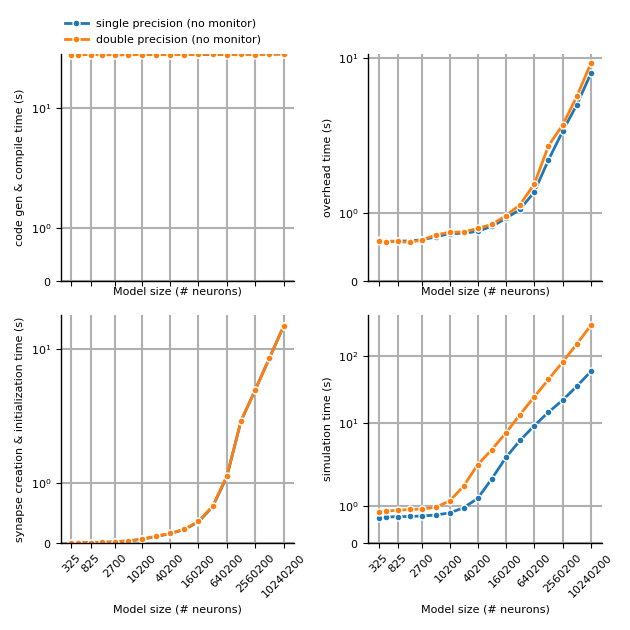 single precision (no monitor)
double precision (no monitor)
code gen & compile time (s)
10¹
10⁰
0
Model size (# neurons)
overhead time (s)
10¹
10⁰
0
Model size (# neurons)
synapse creation & initialization time (s)
10¹
10⁰
0
325 825 2700 10200 40200 160200 640200 2560200 10240200
Model size (# neurons)
simulation time (s)
10²
10¹
10⁰
0
325 825 2700 10200 40200 160200 640200 2560200 10240200
Model size (# neurons)